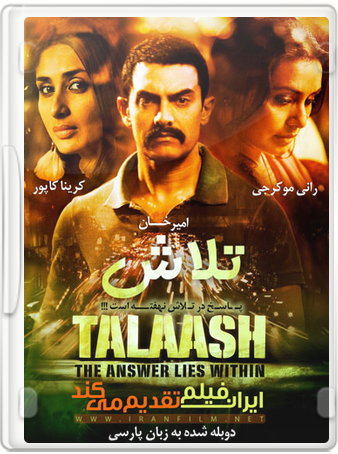 کرینا کاپور
رانی موکرجی
امیرخان
تلاش
پاسخ در تلاش نهفته است !!!
TALAASH
THE ANSWER LIES WITHIN
ایران فیلم تقدیم می کند
WWW.IRANFILM.NET
دوبله شده به زبان پارسی